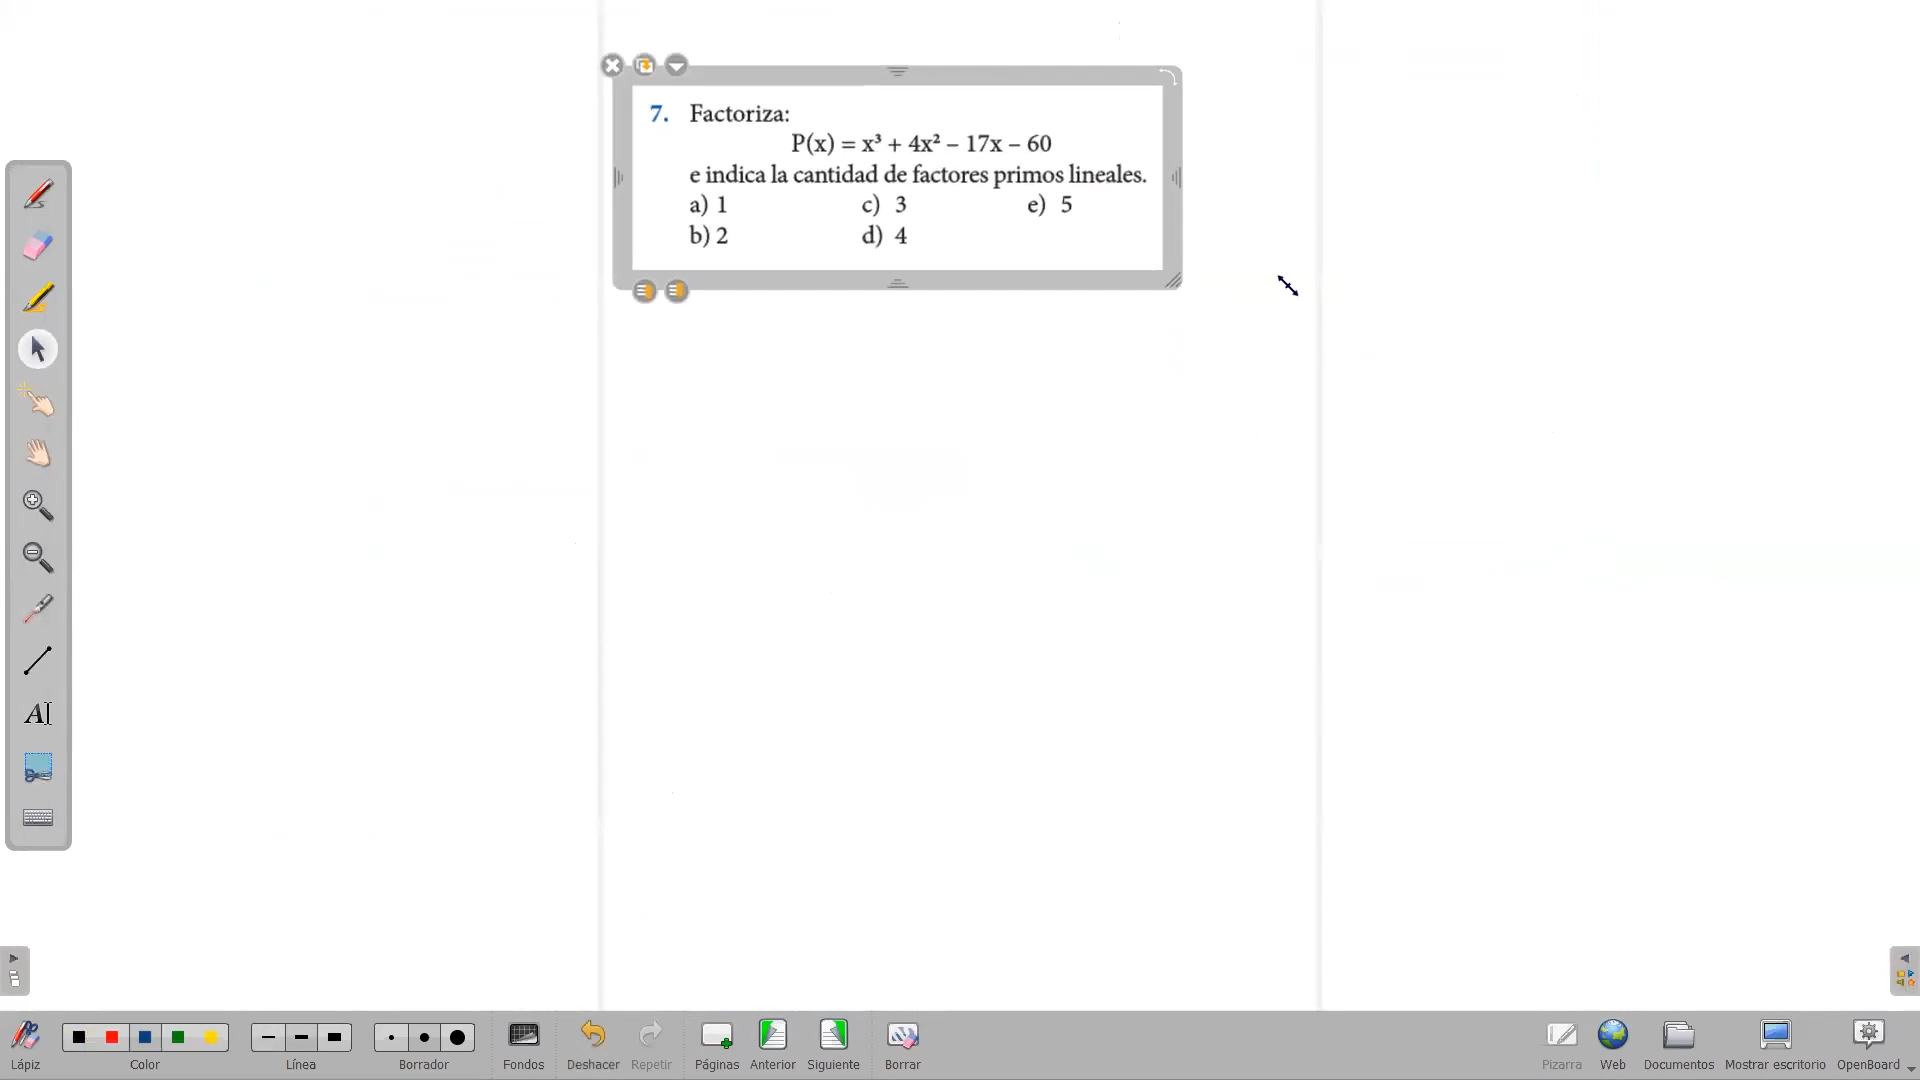 7. Factoriza:
P(x) = x³ + 4x² – 17x – 60
e indica la cantidad de factores primos lineales.
a) 1 c) 3 e) 5
b) 2 d) 4
A
Lápiz Color Línea Borrador Fondos Deshacer Repetir Páginas Anterior Siguiente Borrar Pizarra Web Documentos Mostrar escritorio OpenBoard